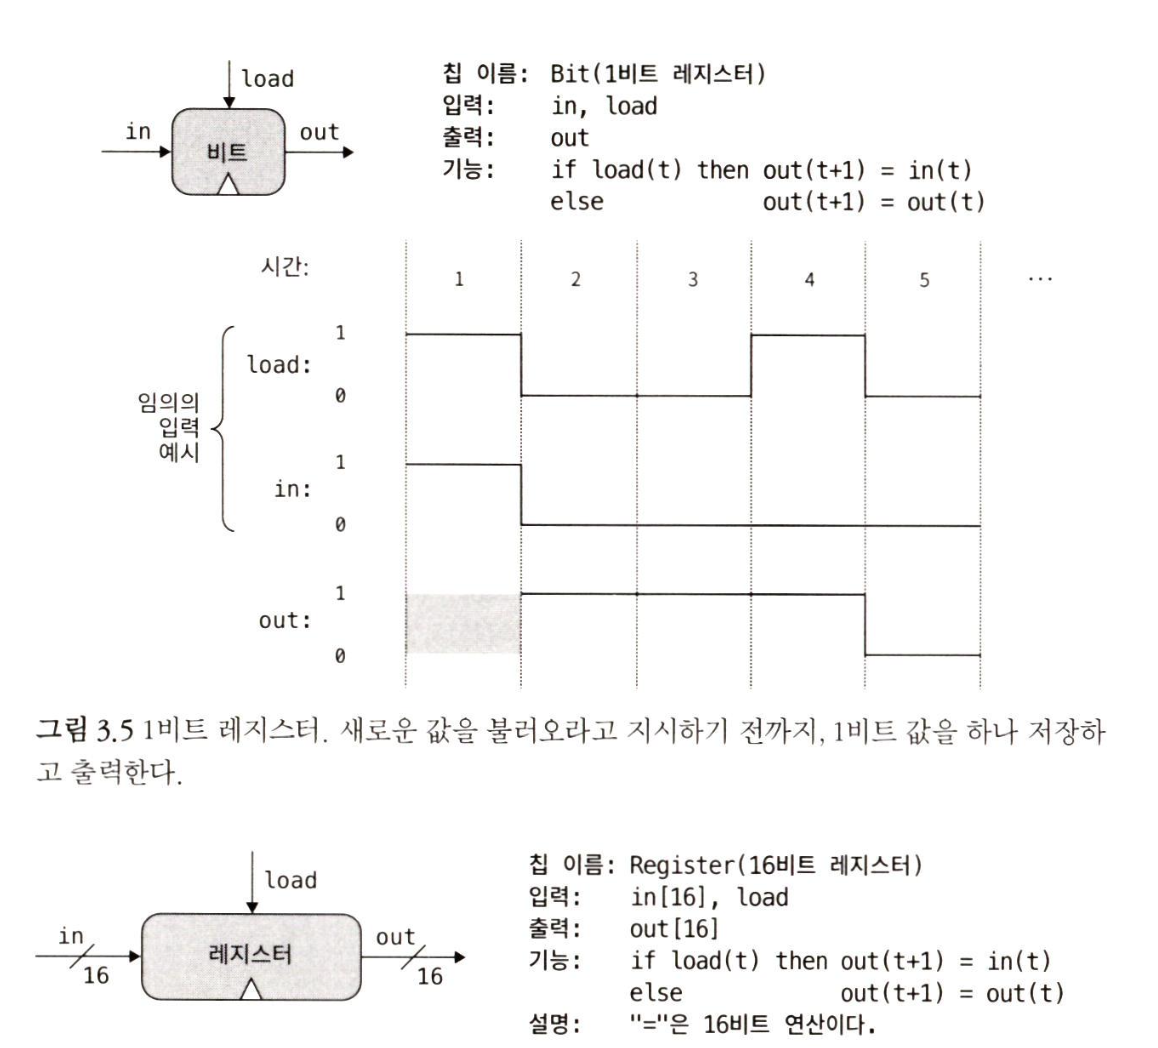 load
in
out
비트
칩 이름: Bit(1비트 레지스터)
입력: in, load
출력: out
기능: if load(t) then out(t+1) = in(t)
else out(t+1) = out(t)
시간: 1 2 3 4 5 ...
임의의
입력
예시
load: 1
0
in: 1
0
out: 1
0
그림 3.5 1비트 레지스터. 새로운 값을 불러오라고 지시하기 전까지, 1비트 값을 하나 저장하
고 출력한다.
load
in
16
레지스터
out
16
칩 이름: Register(16비트 레지스터)
입력: in[16], load
출력: out[16]
기능: if load(t) then out(t+1) = in(t)
else out(t+1) = out(t)
설명: "="은 16비트 연산이다.